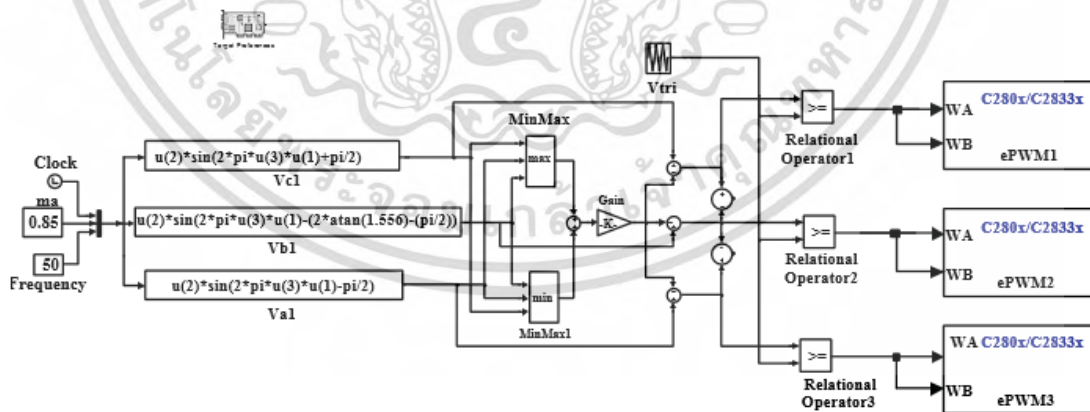 Target Preferences
Vtri
MinMax
max
Clock
ma
0.85
50
Frequency
u(2)*sin(2*pi*u(3)*u(1)+pi/2)
Vc1
u(2)*sin(2*pi*u(3)*u(1)-(2*atan(1.556)-(pi/2))
Vb1
u(2)*sin(2*pi*u(3)*u(1)-pi/2)
Va1
Gain
-K-
min
MinMax1
>=
Relational
Operator1
>=
Relational
Operator2
>=
Relational
Operator3
C280x/C2833x
WA
WB
ePWM1
C280x/C2833x
WA
WB
ePWM2
WA C280x/C2833x
WB
ePWM3